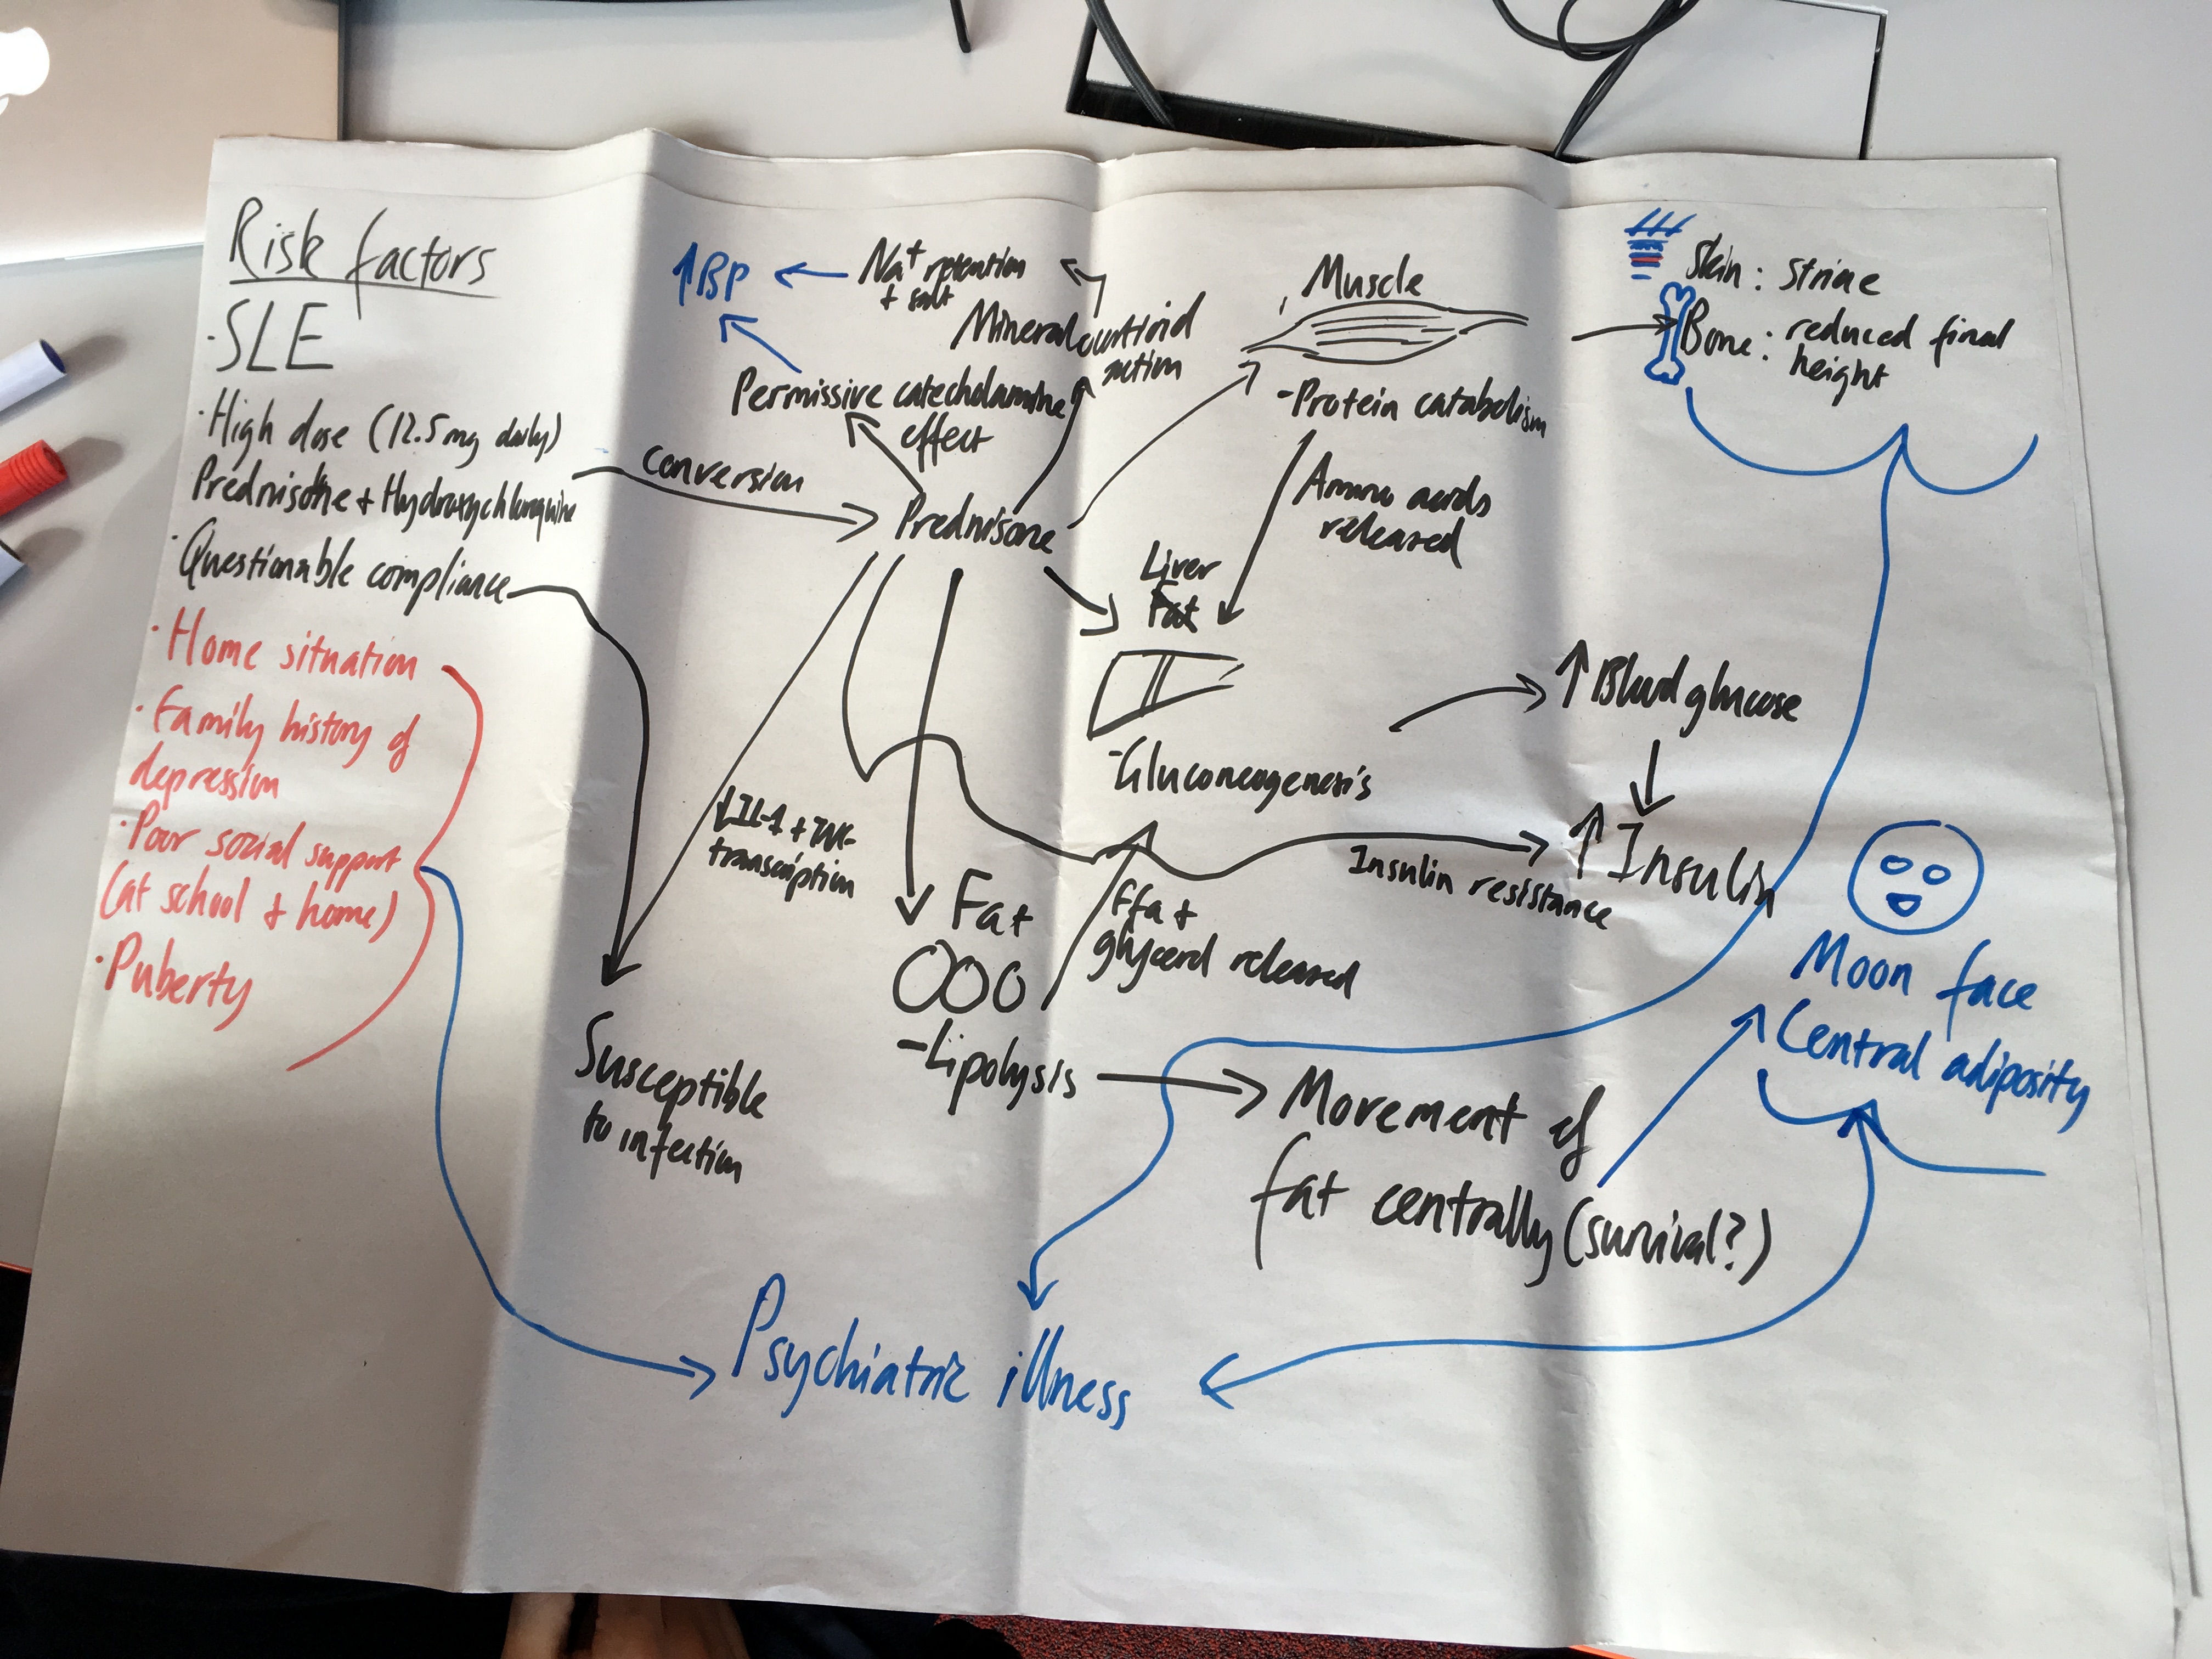 Risk factors
· SLE
· High dose (12.5mg daily)
Prednisone + Hydroxychloroquine
· Questionable compliance
· Home situation
· Family history of
depression
· Poor social support
(at school + home)
· Puberty
conversion
↑BP
Na+ retention
+ salt
Mineralocorticoid
action
Permissive catecholamine
effect
Prednisone
Muscle
- Protein catabolism
Amino acids
released
Skin: striae
Bone: reduced final
height
Liver
Fat
- Gluconeogenesis
↑ Blood glucose
↑ Insulin
Insulin resistance
↓IL-1 +
transcription
Fat
- Lipolysis
ffa +
glycerol released
Susceptible
to infection
Movement of
fat centrally (survival?)
Moon face
Central adiposity
Psychiatric illness